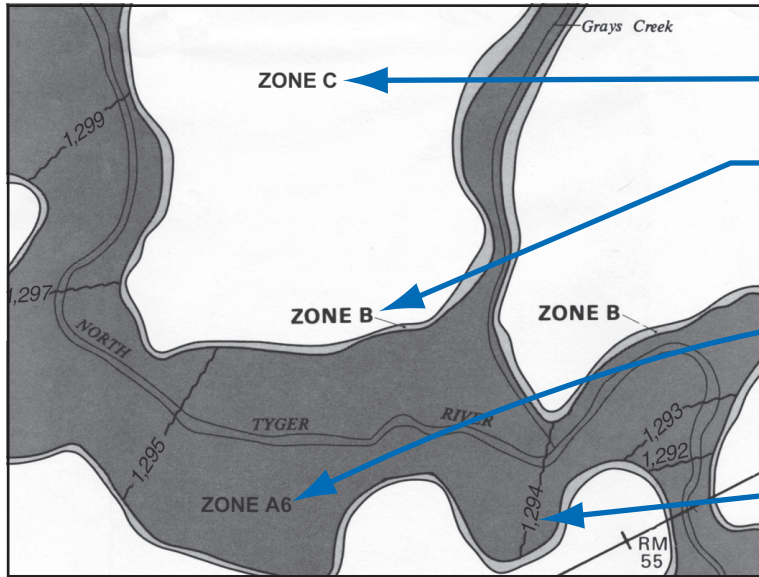 Grays Creek
ZONE C
1,299
1,297
ZONE B
ZONE B
NORTH
TYGER
RIVER
1,293
1,292
1,295
ZONE A6
1,294
RM
55